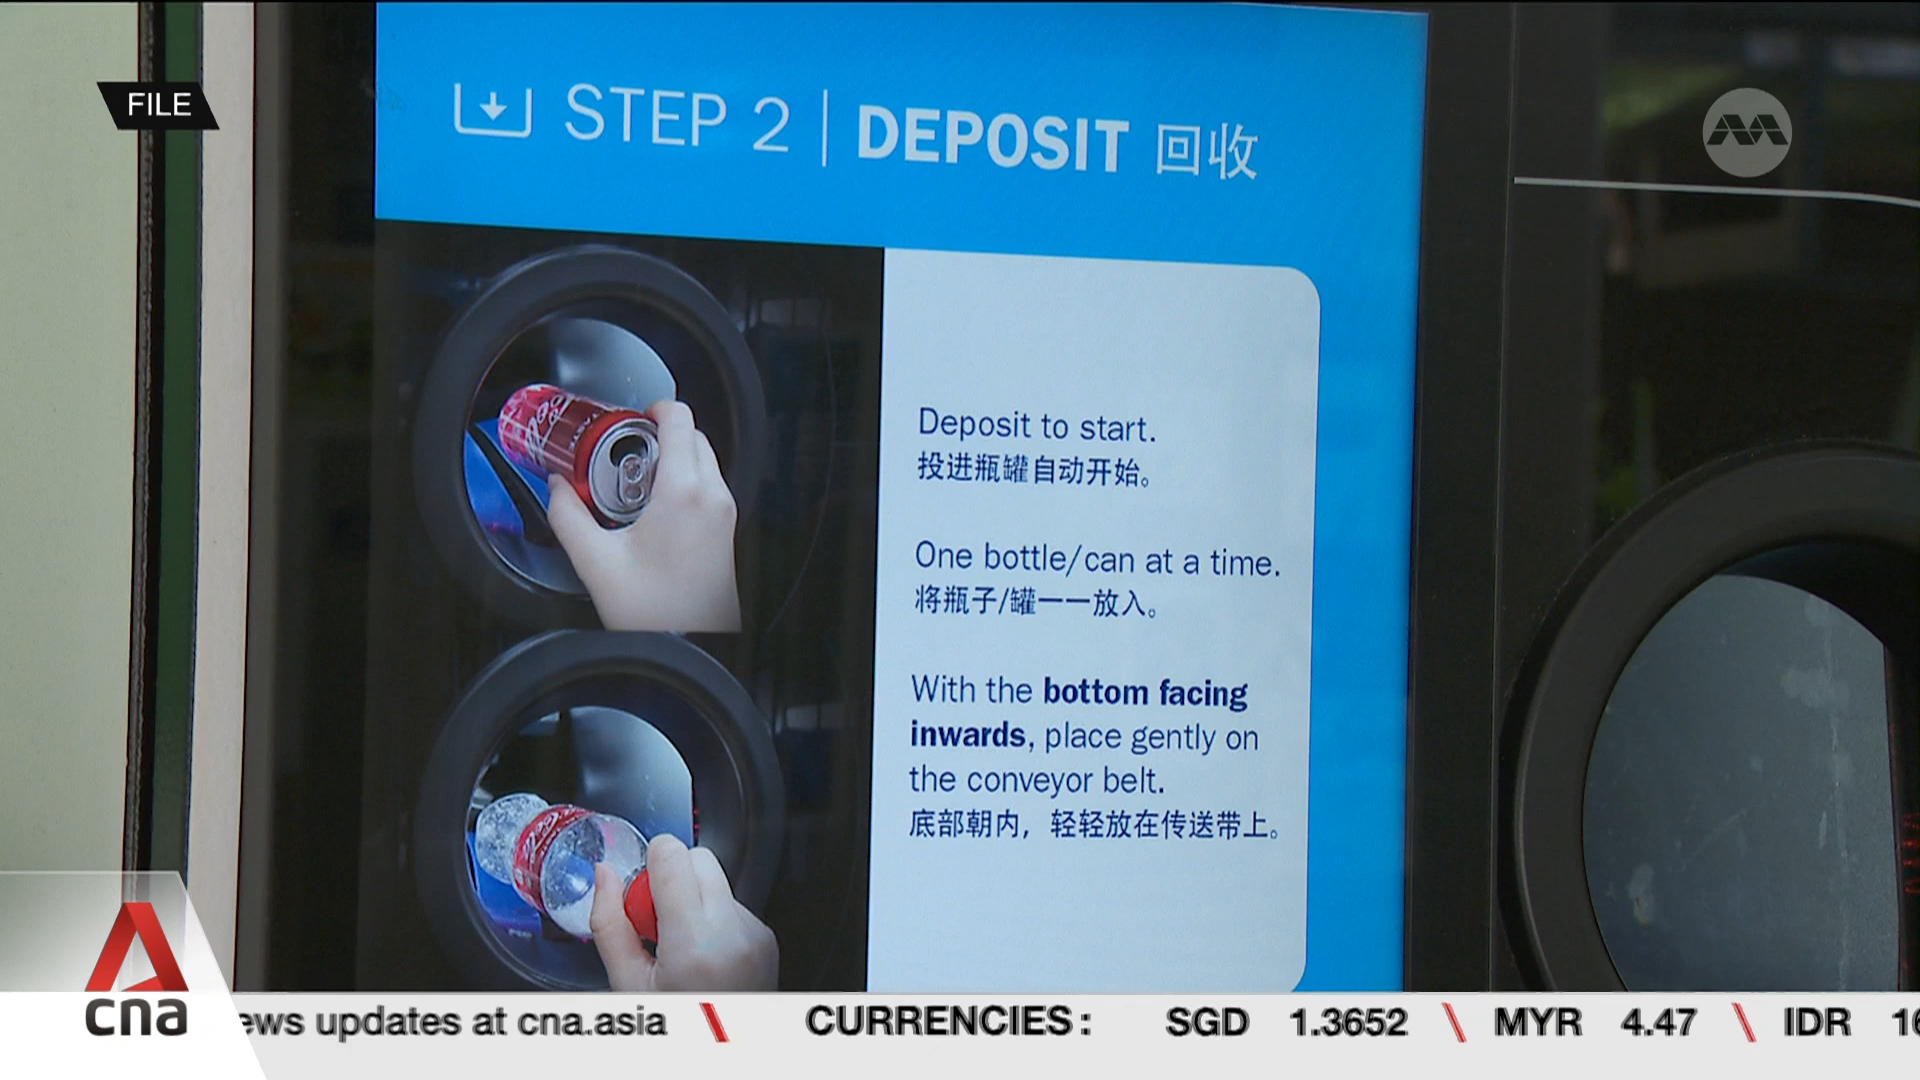 FILE
STEP 2 | DEPOSIT 回收
Deposit to start.
投进瓶罐自动开始。
One bottle/can at a time.
将瓶子/罐一一放入。
With the bottom facing
inwards, place gently on
the conveyor belt.
底部朝内，轻轻放在传送带上。
cna
ews updates at cna.asia \ CURRENCIES: SGD 1.3652 \ MYR 4.47 \ IDR 16